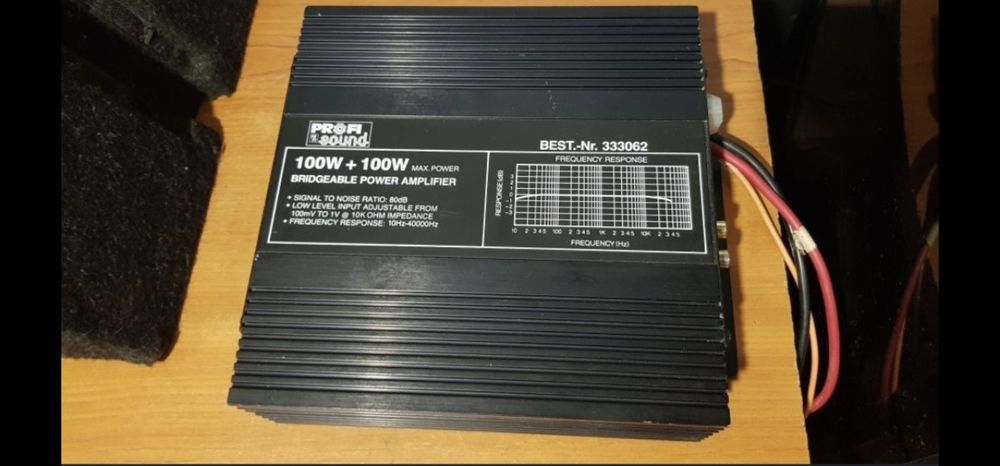 PROFI
sound
BEST.-Nr. 333062
100W + 100W MAX. POWER
BRIDGEABLE POWER AMPLIFIER
• SIGNAL TO NOISE RATIO: 80dB
• LOW LEVEL INPUT ADJUSTABLE FROM
100mV TO 1V @ 10K OHM IMPEDANCE
• FREQUENCY RESPONSE: 10Hz-40000Hz
FREQUENCY RESPONSE
RESPONSE (dB)
10 2 3 4 5 100 2 3 4 5 1K 2 3 4 5 10K 2 3 4 5
FREQUENCY (Hz)